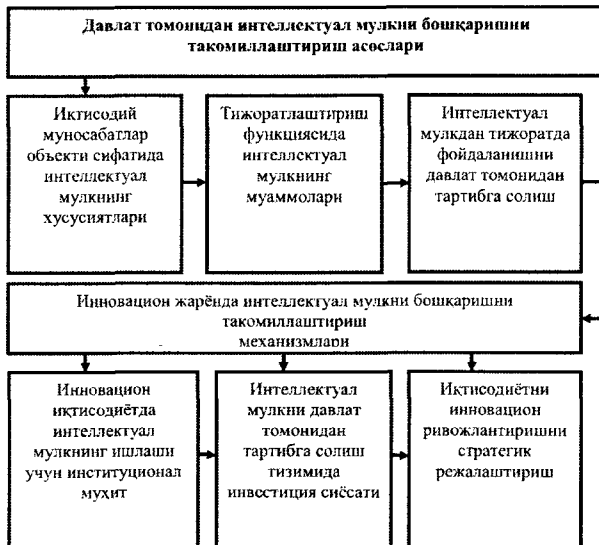 Давлат томонидан интеллектуал мулкни бошқаришни
такомиллаштириш асослари
Иқтисодий
муносабатлар
объекти сифатида
интеллектуал
мулкнинг
хусусиятлари
Тижоратлаштириш
функциясида
интеллектуал
мулкнинг
муаммолари
Интеллектуал
мулкдан тижоратда
фойдаланишни
давлат томонидан
тартибга солиш
Инновацион жарёнда интеллектуал мулкни бошқаришни
такомиллаштириш
механизмлари
Инновацион
иқтисодиётда
интеллектуал
мулкнинг ишлаши
учун институционал
муҳит
Интеллектуал
мулкни давлат
томонидан
тартибга солиш
тизимида
инвестиция сиёсати
Иқтисодиётни
инновацион
ривожлантиришни
стратегик
режалаштириш